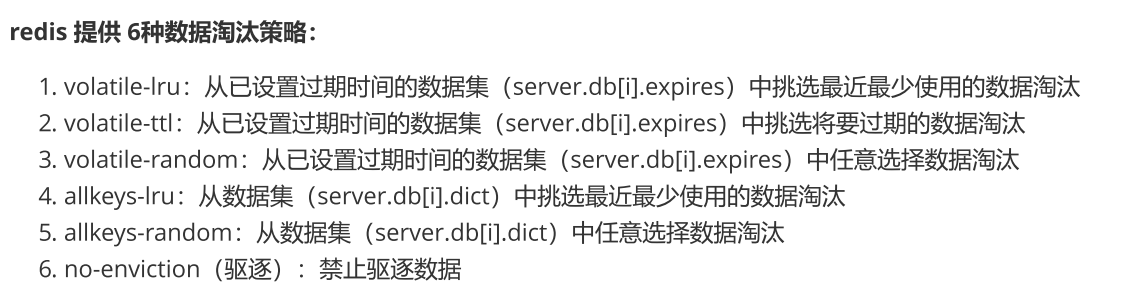 redis 提供 6种数据淘汰策略：
1. volatile-lru：从已设置过期时间的数据集（server.db[i].expires）中挑选最近最少使用的数据淘汰
2. volatile-ttl：从已设置过期时间的数据集（server.db[i].expires）中挑选将要过期的数据淘汰
3. volatile-random：从已设置过期时间的数据集（server.db[i].expires）中任意选择数据淘汰
4. allkeys-lru：从数据集（server.db[i].dict）中挑选最近最少使用的数据淘汰
5. allkeys-random：从数据集（server.db[i].dict）中任意选择数据淘汰
6. no-enviction（驱逐）：禁止驱逐数据